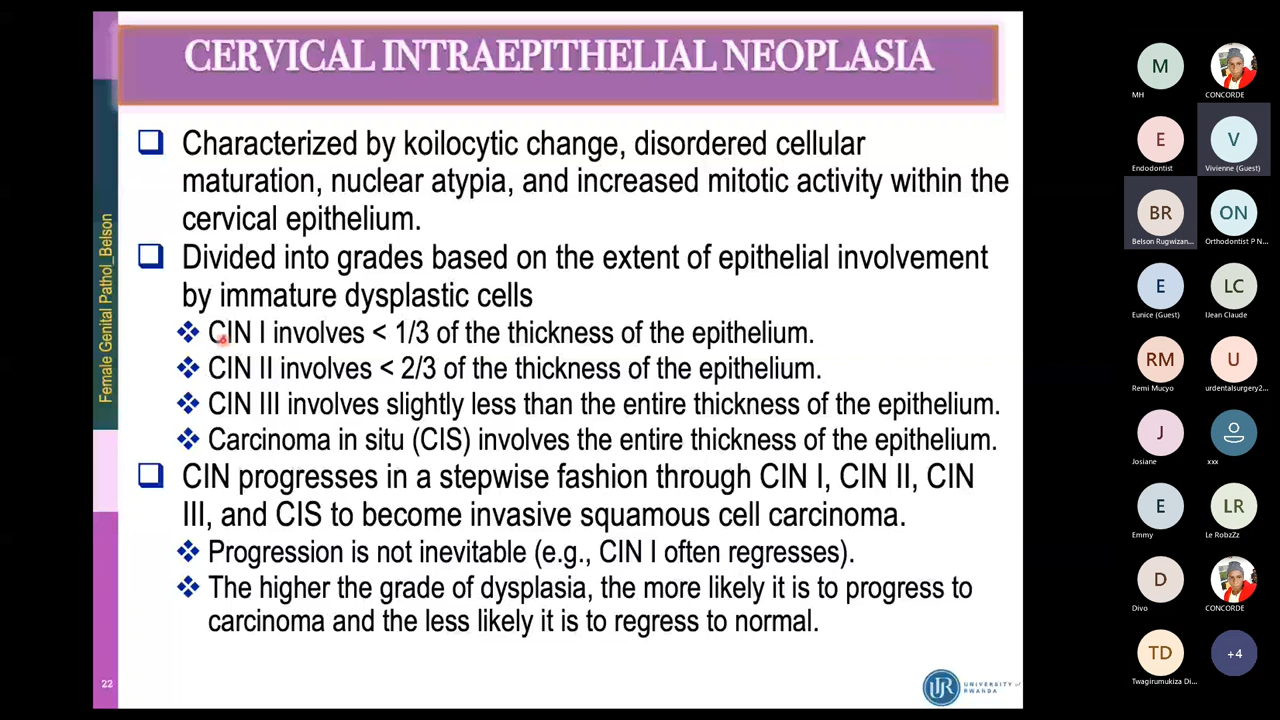 CERVICAL INTRAEPITHELIAL NEOPLASIA
Characterized by koilocytic change, disordered cellular
maturation, nuclear atypia, and increased mitotic activity within the
cervical epithelium.
Divided into grades based on the extent of epithelial involvement
by immature dysplastic cells
CIN I involves < 1/3 of the thickness of the epithelium.
CIN II involves < 2/3 of the thickness of the epithelium.
CIN III involves slightly less than the entire thickness of the epithelium.
Carcinoma in situ (CIS) involves the entire thickness of the epithelium.
CIN progresses in a stepwise fashion through CIN I, CIN II, CIN
III, and CIS to become invasive squamous cell carcinoma.
Progression is not inevitable (e.g., CIN I often regresses).
The higher the grade of dysplasia, the more likely it is to progress to
carcinoma and the less likely it is to regress to normal.
Female Genital Pathol_Belson
22
UR
UNIVERSITY of
RWANDA
M
MH
CONCORDE
E
Endodontist
V
Vivienne (Guest)
BR
Belson Rugwizan...
ON
Orthodontist P N...
E
Eunice (Guest)
LC
lJean Claude
RM
Remi Mucyo
U
urdentalsurgery2...
J
Josiane
xxx
E
Emmy
LR
Le RobzZz
D
Divo
CONCORDE
TD
Twagirumukiza Di...
+4